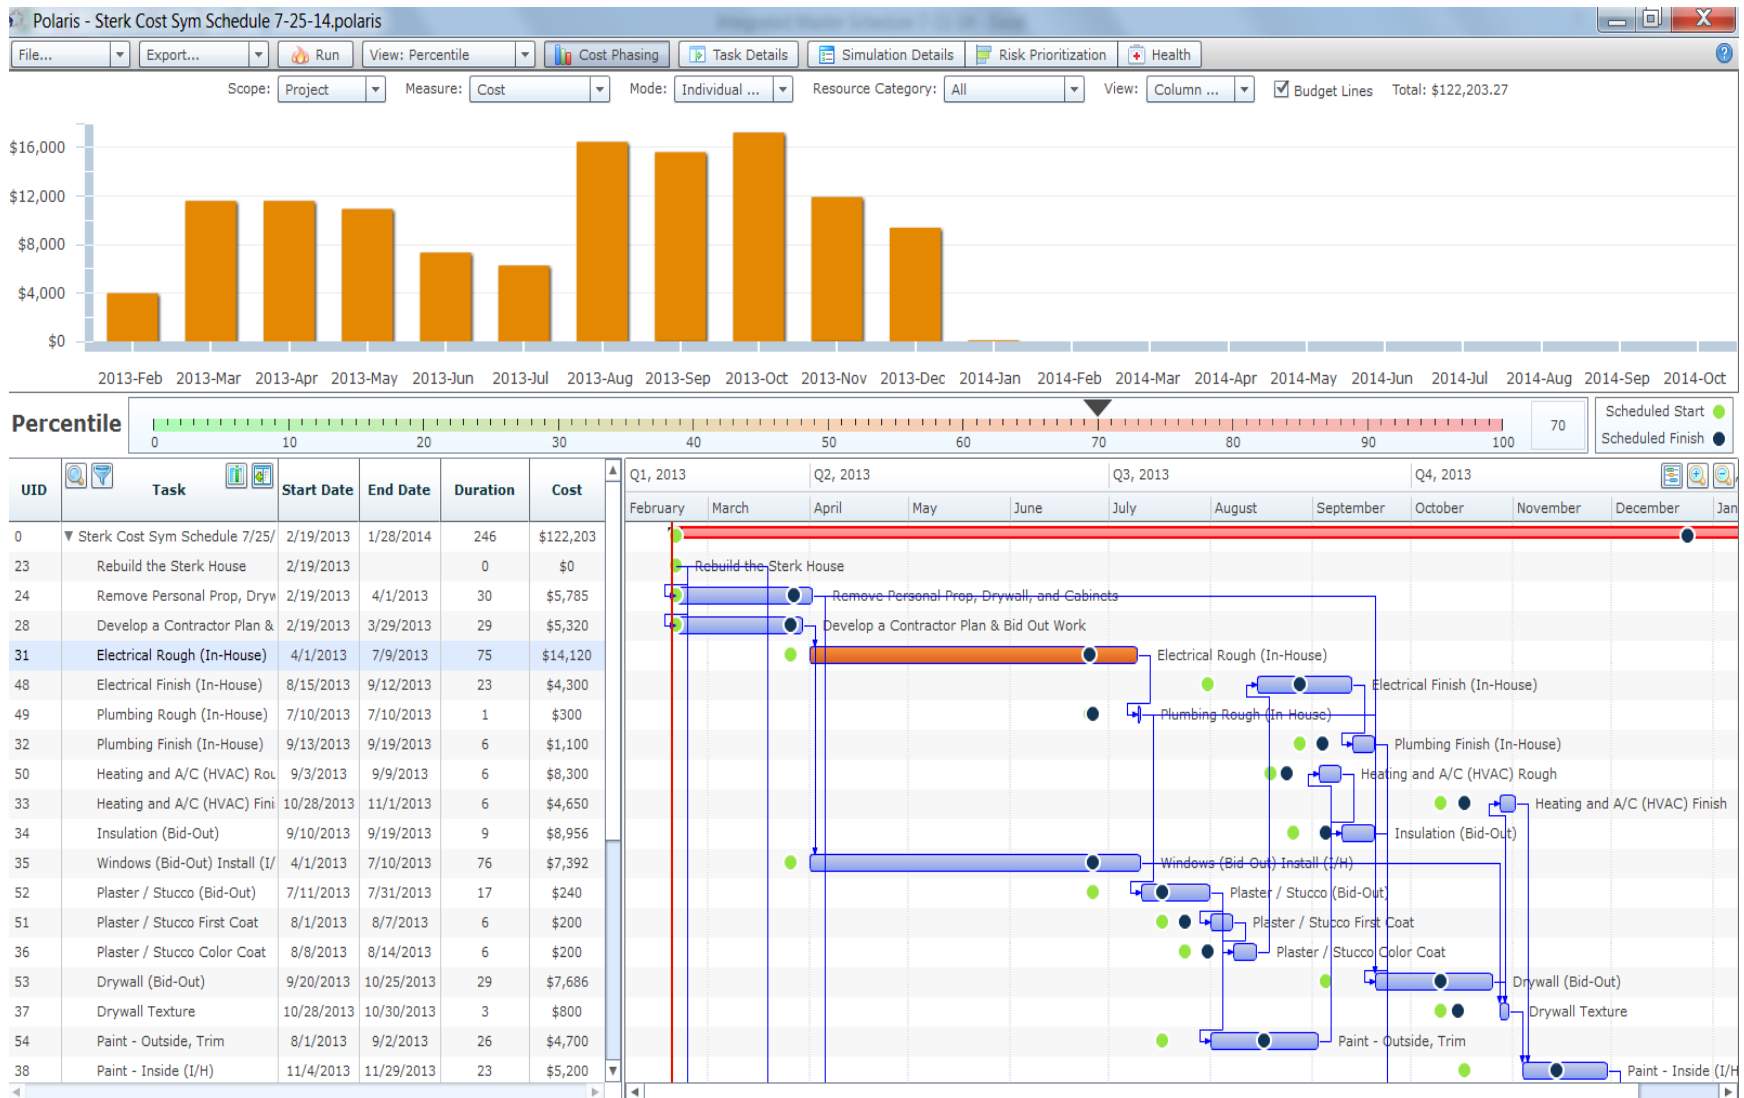 Polaris - Sterk Cost Sym Schedule 7-25-14.polaris
File... Export... Run View: Percentile Cost Phasing Task Details Simulation Details Risk Prioritization Health
Scope: Project Measure: Cost Mode: Individual ... Resource Category: All View: Column ... Budget Lines Total: $122,203.27
$16,000
$12,000
$8,000
$4,000
$0
2013-Feb 2013-Mar 2013-Apr 2013-May 2013-Jun 2013-Jul 2013-Aug 2013-Sep 2013-Oct 2013-Nov 2013-Dec 2014-Jan 2014-Feb 2014-Mar 2014-Apr 2014-May 2014-Jun 2014-Jul 2014-Aug 2014-Sep 2014-Oct
Percentile
0 10 20 30 40 50 60 70 80 90 100
70
Scheduled Start
Scheduled Finish
UID Task Start Date End Date Duration Cost
Q1, 2013 Q2, 2013 Q3, 2013 Q4, 2013
February March April May June July August September October November December Jan
0 Sterk Cost Sym Schedule 7/25/ 2/19/2013 1/28/2014 246 $122,203
23 Rebuild the Sterk House 2/19/2013 0 $0 Rebuild the Sterk House
24 Remove Personal Prop, Dryw 2/19/2013 4/1/2013 30 $5,785 Remove Personal Prop, Drywall, and Cabinets
28 Develop a Contractor Plan & 2/19/2013 3/29/2013 29 $5,320 Develop a Contractor Plan & Bid Out Work
31 Electrical Rough (In-House) 4/1/2013 7/9/2013 75 $14,120 Electrical Rough (In-House)
48 Electrical Finish (In-House) 8/15/2013 9/12/2013 23 $4,300 Electrical Finish (In-House)
49 Plumbing Rough (In-House) 7/10/2013 7/10/2013 1 $300 Plumbing Rough (In-House)
32 Plumbing Finish (In-House) 9/13/2013 9/19/2013 6 $1,100 Plumbing Finish (In-House)
50 Heating and A/C (HVAC) Rou 9/3/2013 9/9/2013 6 $8,300 Heating and A/C (HVAC) Rough
33 Heating and A/C (HVAC) Fini 10/28/2013 11/1/2013 6 $4,650 Heating and A/C (HVAC) Finish
34 Insulation (Bid-Out) 9/10/2013 9/19/2013 9 $8,956 Insulation (Bid-Out)
35 Windows (Bid-Out) Install (I/ 4/1/2013 7/10/2013 76 $7,392 Windows (Bid-Out) Install (I/H)
52 Plaster / Stucco (Bid-Out) 7/11/2013 7/31/2013 17 $240 Plaster / Stucco (Bid-Out)
51 Plaster / Stucco First Coat 8/1/2013 8/7/2013 6 $200 Plaster / Stucco First Coat
36 Plaster / Stucco Color Coat 8/8/2013 8/14/2013 6 $200 Plaster / Stucco Color Coat
53 Drywall (Bid-Out) 9/20/2013 10/25/2013 29 $7,686 Drywall (Bid-Out)
37 Drywall Texture 10/28/2013 10/30/2013 3 $800 Drywall Texture
54 Paint - Outside, Trim 8/1/2013 9/2/2013 26 $4,700 Paint - Outside, Trim
38 Paint - Inside (I/H) 11/4/2013 11/29/2013 23 $5,200 Paint - Inside (I/H